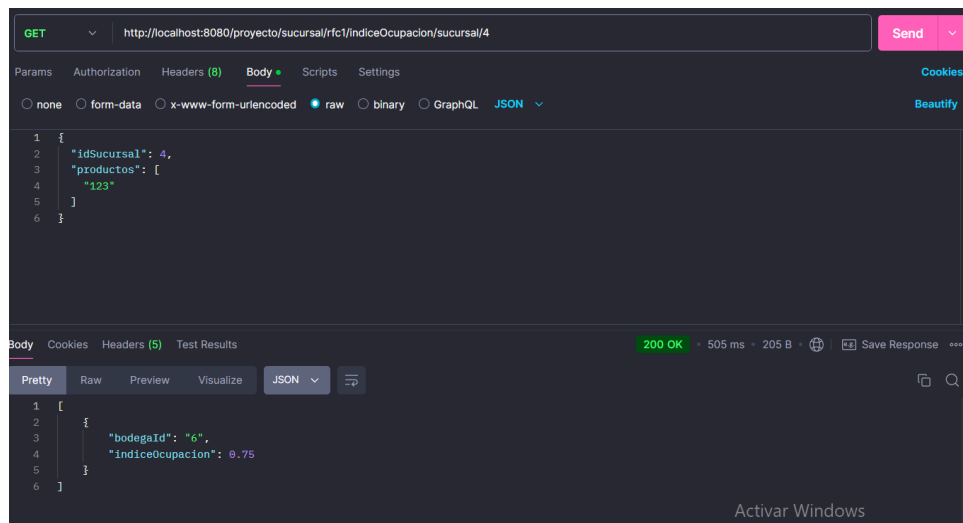 GET http://localhost:8080/proyecto/sucursal/rfc1/indiceOcupacion/sucursal/4 Send
Params Authorization Headers (8) Body Scripts Settings Cookies
none form-data x-www-form-urlencoded raw binary GraphQL JSON Beautify
1 {
2 "idSucursal": 4,
3 "productos": [
4 "123"
5 ]
6 }
Body Cookies Headers (5) Test Results 200 OK 505 ms 205 B e.g. Save Response
Pretty Raw Preview Visualize JSON
1 [
2 {
3 "bodegaId": "6",
4 "indiceOcupacion": 0.75
5 }
6 ]
Activar Windows